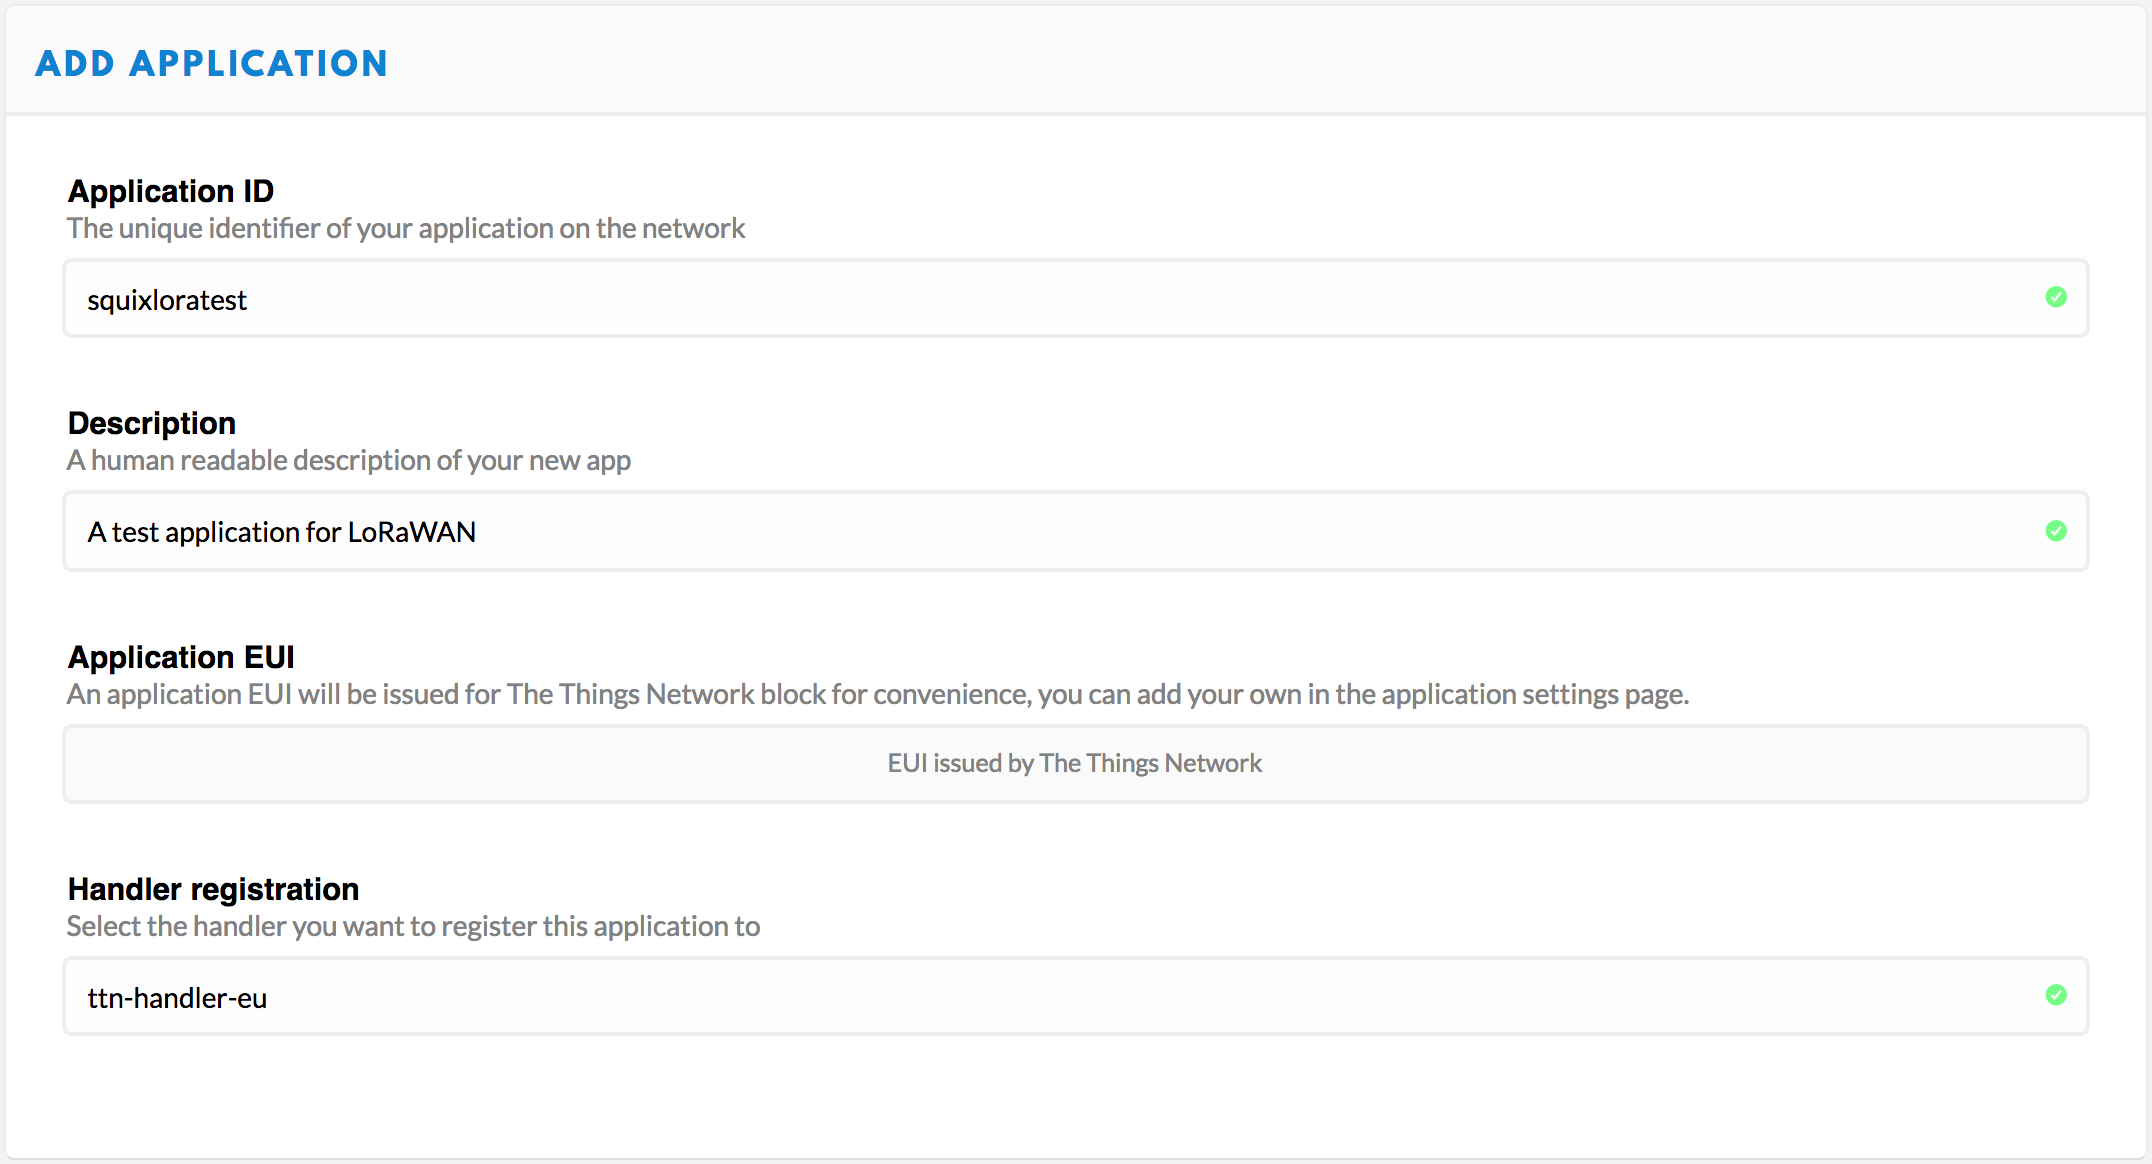 ADD APPLICATION
Application ID
The unique identifier of your application on the network
squixloratest
Description
A human readable description of your new app
A test application for LoRaWAN
Application EUI
An application EUI will be issued for The Things Network block for convenience, you can add your own in the application settings page.
EUI issued by The Things Network
Handler registration
Select the handler you want to register this application to
ttn-handler-eu